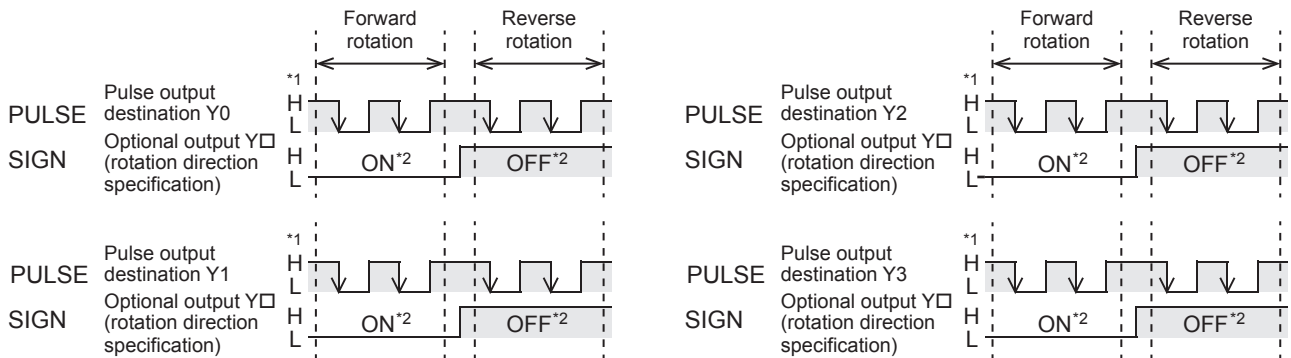 Forward
rotation
Reverse
rotation
*1
PULSE
Pulse output
destination Y0
H
L
SIGN
Optional output Y□
(rotation direction
specification)
H
L
ON*2
OFF*2
Forward
rotation
Reverse
rotation
*1
PULSE
Pulse output
destination Y2
H
L
SIGN
Optional output Y□
(rotation direction
specification)
H
L
ON*2
OFF*2
*1
PULSE
Pulse output
destination Y1
H
L
SIGN
Optional output Y□
(rotation direction
specification)
H
L
ON*2
OFF*2
*1
PULSE
Pulse output
destination Y3
H
L
SIGN
Optional output Y□
(rotation direction
specification)
H
L
ON*2
OFF*2